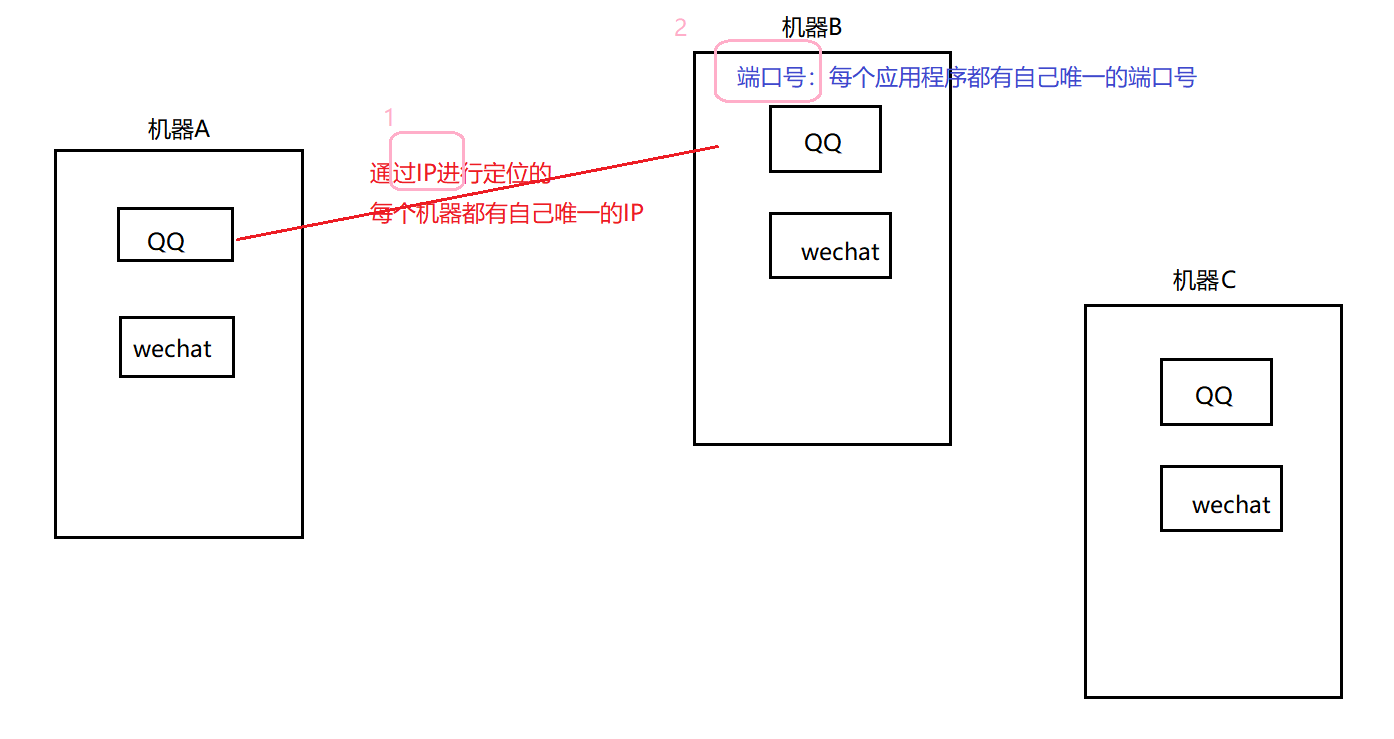 机器A
QQ
wechat
1
通过IP进行定位的
每个机器都有自己唯一的IP
2
机器B
端口号：每个应用程序都有自己唯一的端口号
QQ
wechat
机器C
QQ
wechat